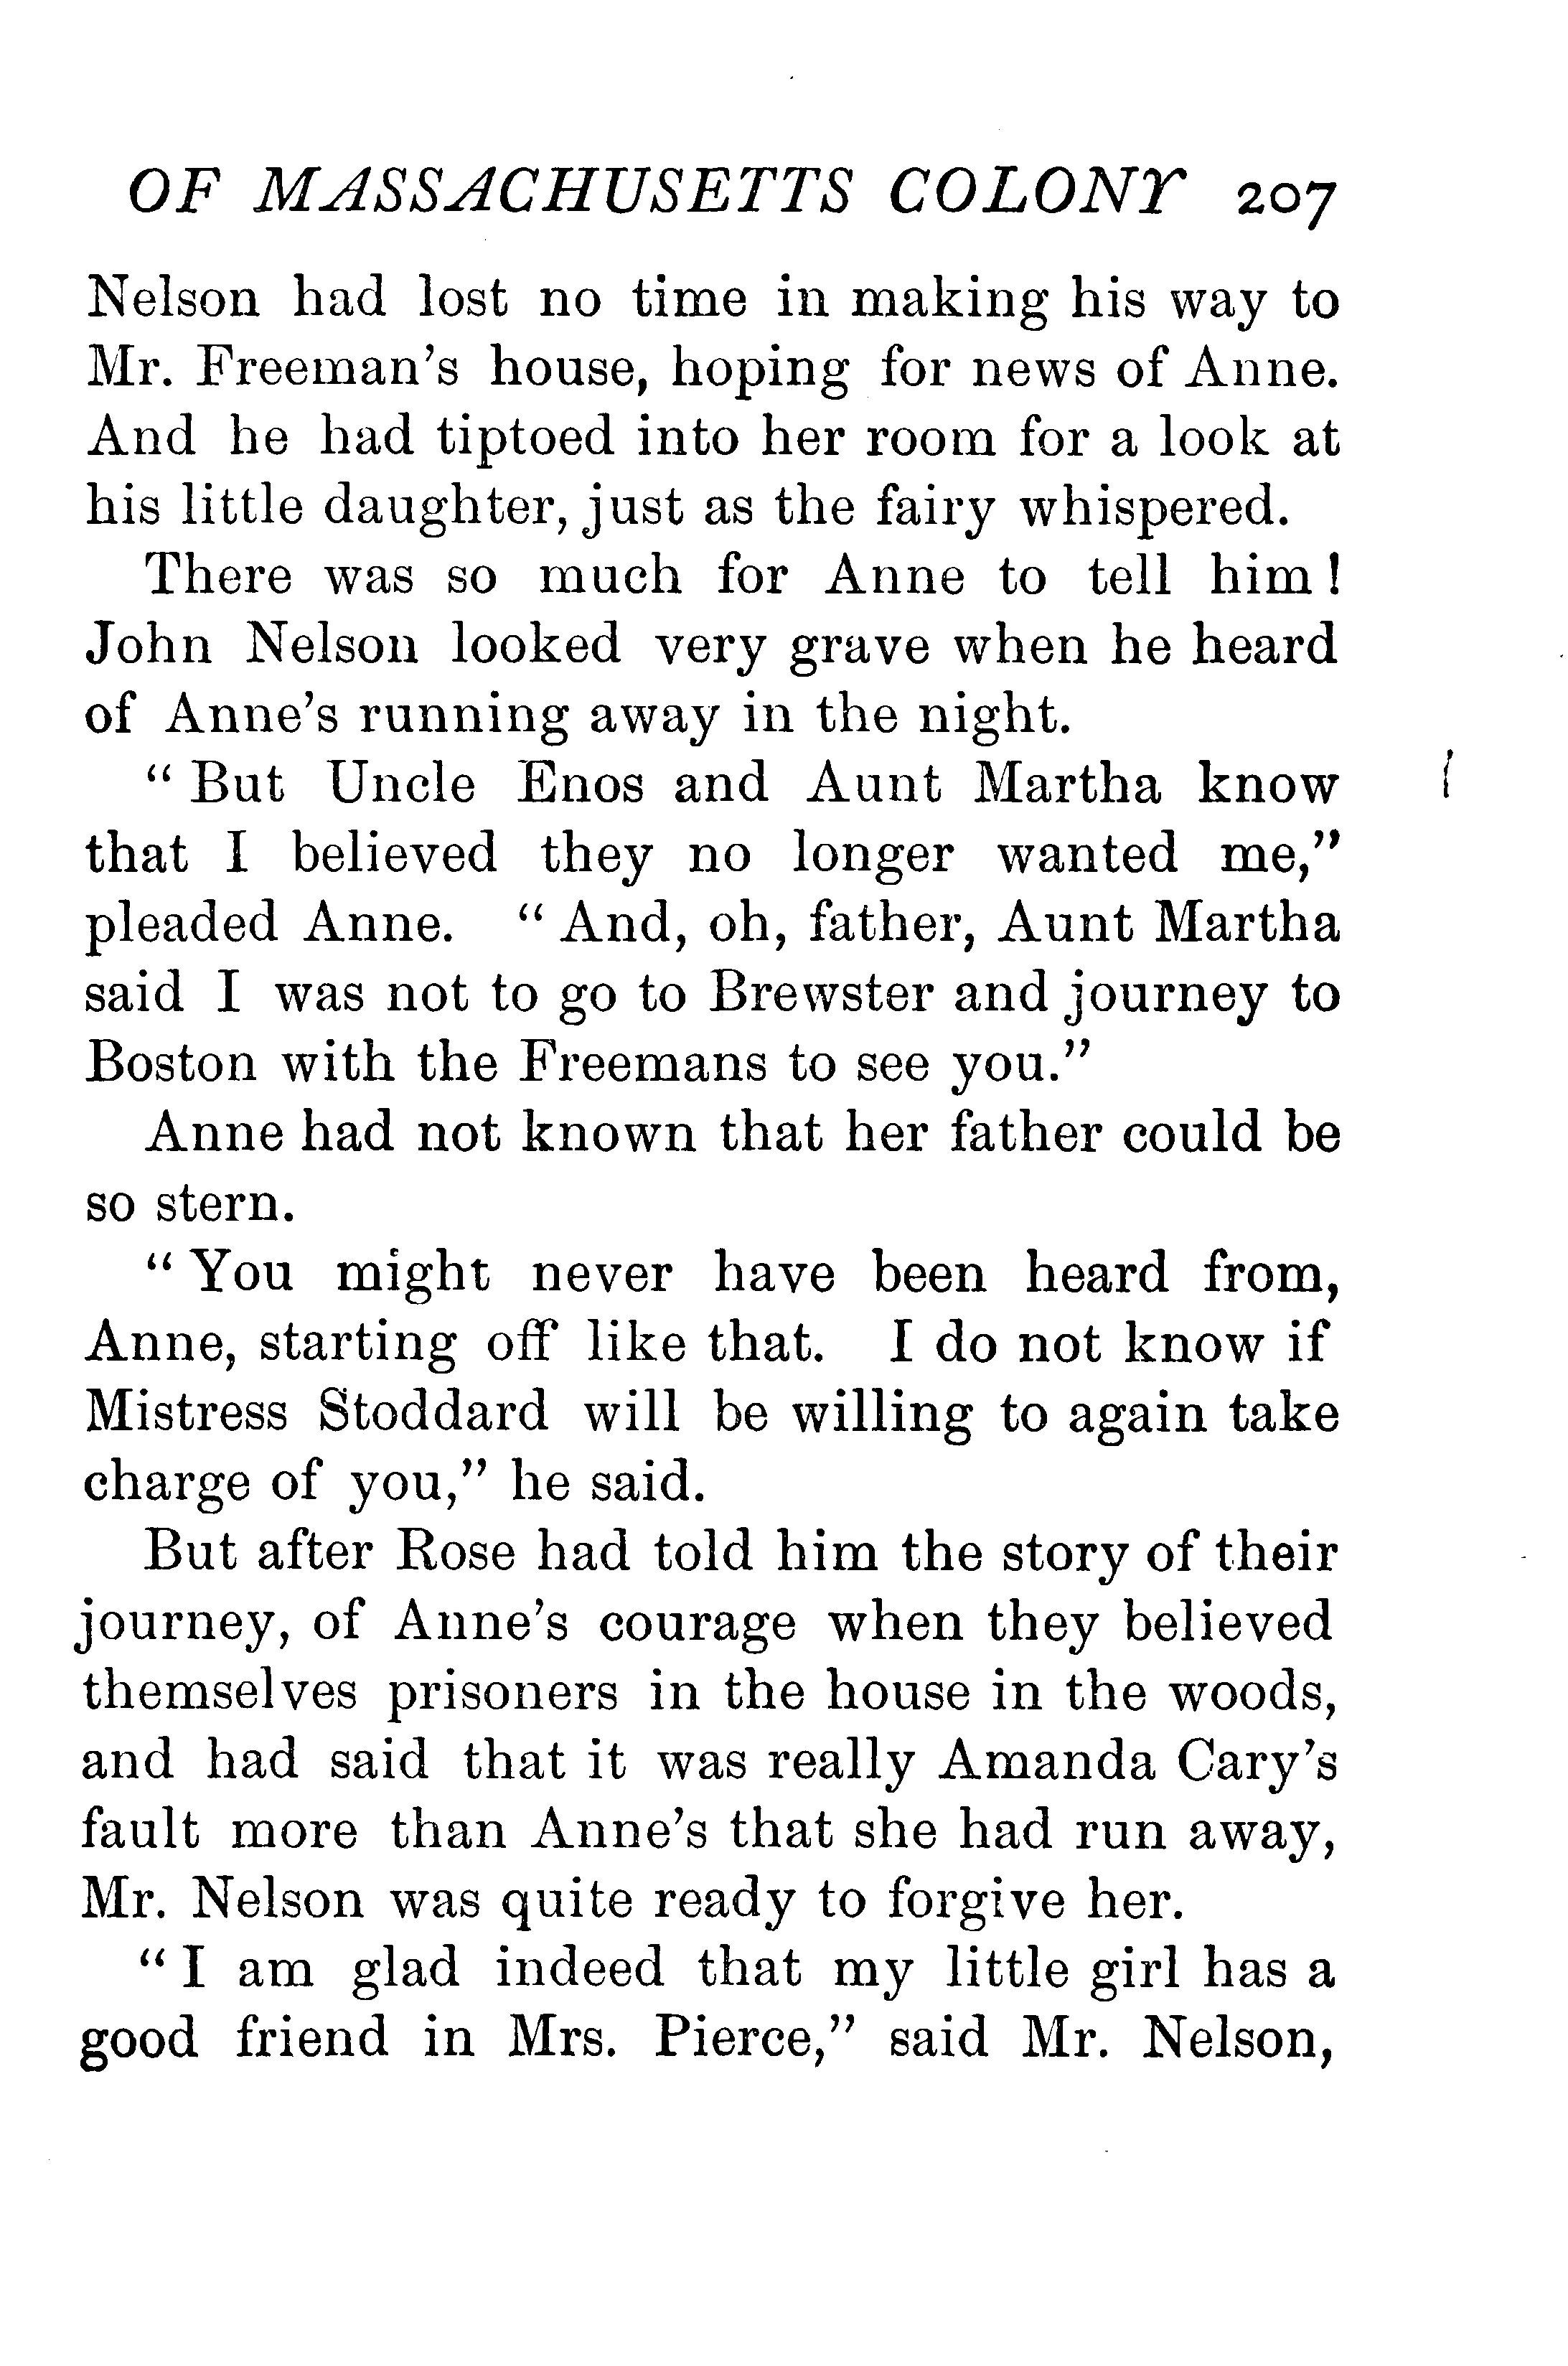 OF MASSACHUSETTS COLONY 207
Nelson had lost no time in making his way to
Mr. Freeman's house, hoping for news of Anne.
And he had tiptoed into her room for a look at
his little daughter, just as the fairy whispered.
There was so much for Anne to tell him!
John Nelson looked very grave when he heard
of Anne's running away in the night.
"But Uncle Enos and Aunt Martha know
that I believed they no longer wanted me,"
pleaded Anne. "And, oh, father, Aunt Martha
said I was not to go to Brewster and journey to
Boston with the Freemans to see you."
Anne had not known that her father could be
so stern.
"You might never have been heard from,
Anne, starting off like that. I do not know if
Mistress Stoddard will be willing to again take
charge of you," he said.
But after Rose had told him the story of their
journey, of Anne's courage when they believed
themselves prisoners in the house in the woods,
and had said that it was really Amanda Cary's
fault more than Anne's that she had run away,
Mr. Nelson was quite ready to forgive her.
"I am glad indeed that my little girl has a
good friend in Mrs. Pierce," said Mr. Nelson,